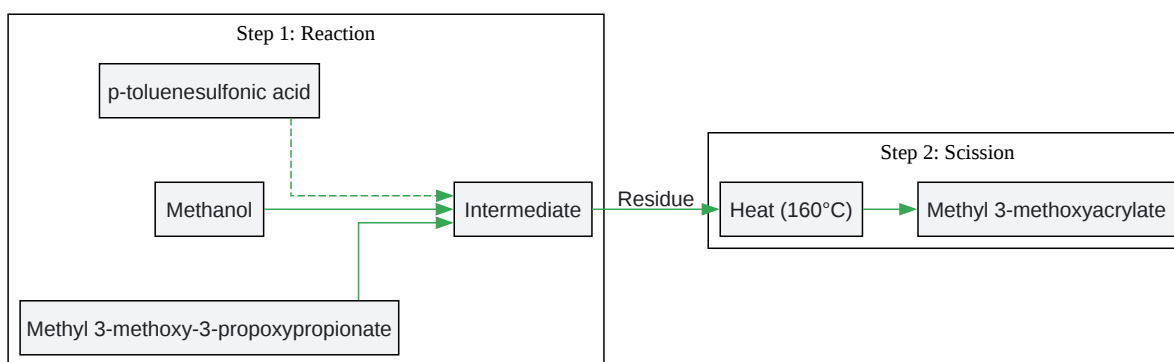 Step 1: Reaction
p-toluenesulfonic acid
Methanol
Methyl 3-methoxy-3-propoxypropionate
Intermediate
Residue
Step 2: Scission
Heat (160°C)
Methyl 3-methoxyacrylate